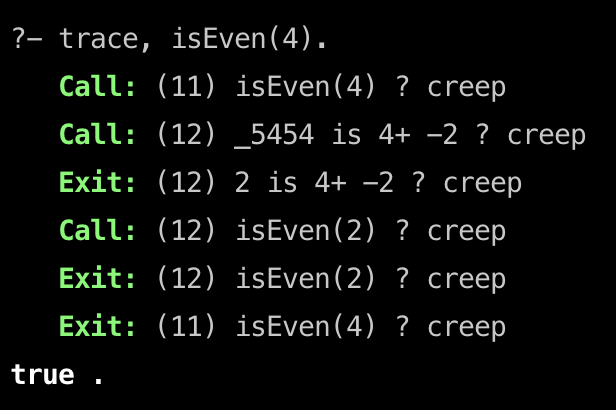 ?- trace, isEven(4).
Call: (11) isEven(4) ? creep
Call: (12) _5454 is 4+ -2 ? creep
Exit: (12) 2 is 4+ -2 ? creep
Call: (12) isEven(2) ? creep
Exit: (12) isEven(2) ? creep
Exit: (11) isEven(4) ? creep
true .